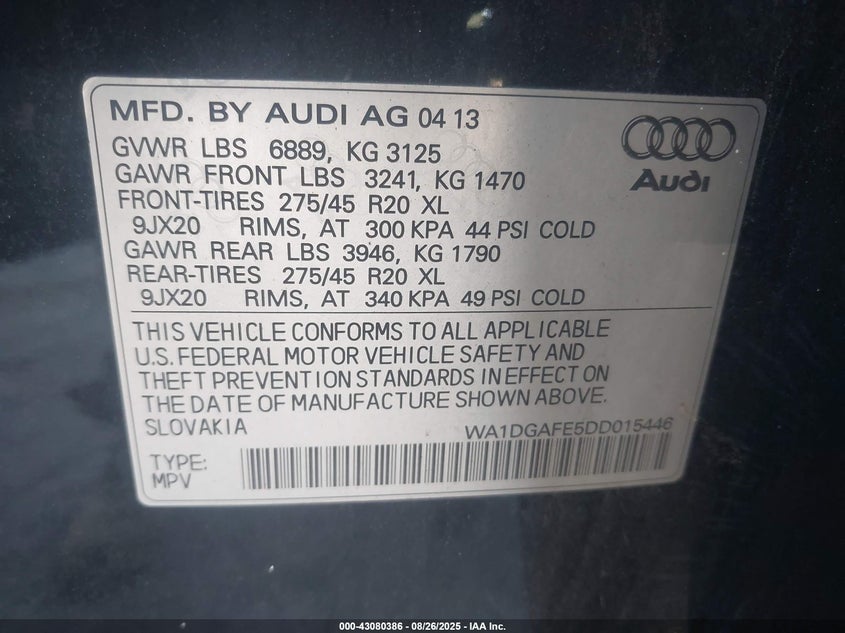 MFD. BY AUDI AG 04 13
GVWR LBS 6889, KG 3125
GAWR FRONT LBS 3241, KG 1470
FRONT-TIRES 275/45 R20 XL
9JX20 RIMS, AT 300 KPA 44 PSI COLD
GAWR REAR LBS 3946, KG 1790
REAR-TIRES 275/45 R20 XL
9JX20 RIMS, AT 340 KPA 49 PSI COLD
Audi
THIS VEHICLE CONFORMS TO ALL APPLICABLE
U.S. FEDERAL MOTOR VEHICLE SAFETY AND
THEFT PREVENTION STANDARDS IN EFFECT ON
THE DATE OF MANUFACTURE SHOWN ABOVE.
SLOVAKIA WA1DGAFE5DD015446
TYPE:
MPV
000-43080386 - 08/26/2025 - IAA Inc.